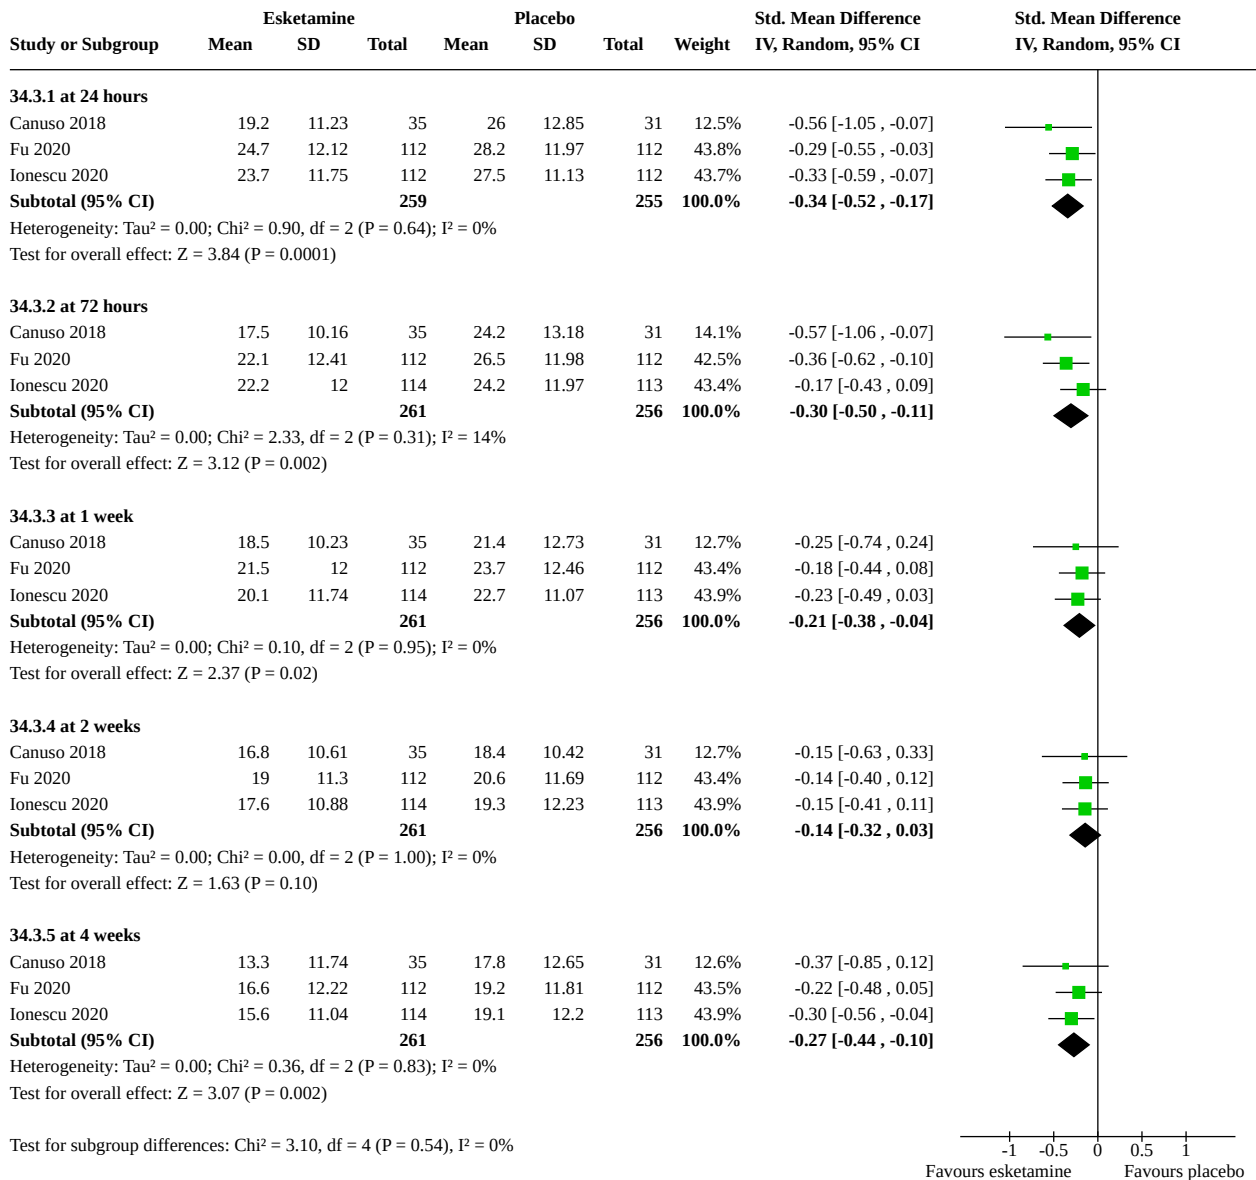 Esketamine Placebo Std. Mean Difference Std. Mean Difference
Study or Subgroup Mean SD Total Mean SD Total Weight IV, Random, 95% CI IV, Random, 95% CI
34.3.1 at 24 hours
Canuso 2018 19.2 11.23 35 26 12.85 31 12.5% -0.56 [-1.05 , -0.07]
Fu 2020 24.7 12.12 112 28.2 11.97 112 43.8% -0.29 [-0.55 , -0.03]
Ionescu 2020 23.7 11.75 112 27.5 11.13 112 43.7% -0.33 [-0.59 , -0.07]
Subtotal (95% CI) 259 255 100.0% -0.34 [-0.52 , -0.17]
Heterogeneity: Tau² = 0.00; Chi² = 0.90, df = 2 (P = 0.64); I² = 0%
Test for overall effect: Z = 3.84 (P = 0.0001)
34.3.2 at 72 hours
Canuso 2018 17.5 10.16 35 24.2 13.18 31 14.1% -0.57 [-1.06 , -0.07]
Fu 2020 22.1 12.41 112 26.5 11.98 112 42.5% -0.36 [-0.62 , -0.10]
Ionescu 2020 22.2 12 114 24.2 11.97 113 43.4% -0.17 [-0.43 , 0.09]
Subtotal (95% CI) 261 256 100.0% -0.30 [-0.50 , -0.11]
Heterogeneity: Tau² = 0.00; Chi² = 2.33, df = 2 (P = 0.31); I² = 14%
Test for overall effect: Z = 3.12 (P = 0.002)
34.3.3 at 1 week
Canuso 2018 18.5 10.23 35 21.4 12.73 31 12.7% -0.25 [-0.74 , 0.24]
Fu 2020 21.5 12 112 23.7 12.46 112 43.4% -0.18 [-0.44 , 0.08]
Ionescu 2020 20.1 11.74 114 22.7 11.07 113 43.9% -0.23 [-0.49 , 0.03]
Subtotal (95% CI) 261 256 100.0% -0.21 [-0.38 , -0.04]
Heterogeneity: Tau² = 0.00; Chi² = 0.10, df = 2 (P = 0.95); I² = 0%
Test for overall effect: Z = 2.37 (P = 0.02)
34.3.4 at 2 weeks
Canuso 2018 16.8 10.61 35 18.4 10.42 31 12.7% -0.15 [-0.63 , 0.33]
Fu 2020 19 11.3 112 20.6 11.69 112 43.4% -0.14 [-0.40 , 0.12]
Ionescu 2020 17.6 10.88 114 19.3 12.23 113 43.9% -0.15 [-0.41 , 0.11]
Subtotal (95% CI) 261 256 100.0% -0.14 [-0.32 , 0.03]
Heterogeneity: Tau² = 0.00; Chi² = 0.00, df = 2 (P = 1.00); I² = 0%
Test for overall effect: Z = 1.63 (P = 0.10)
34.3.5 at 4 weeks
Canuso 2018 13.3 11.74 35 17.8 12.65 31 12.6% -0.37 [-0.85 , 0.12]
Fu 2020 16.6 12.22 112 19.2 11.81 112 43.5% -0.22 [-0.48 , 0.05]
Ionescu 2020 15.6 11.04 114 19.1 12.2 113 43.9% -0.30 [-0.56 , -0.04]
Subtotal (95% CI) 261 256 100.0% -0.27 [-0.44 , -0.10]
Heterogeneity: Tau² = 0.00; Chi² = 0.36, df = 2 (P = 0.83); I² = 0%
Test for overall effect: Z = 3.07 (P = 0.002)
Test for subgroup differences: Chi² = 3.10, df = 4 (P = 0.54), I² = 0%
-1 -0.5 0 0.5 1
Favours esketamine Favours placebo